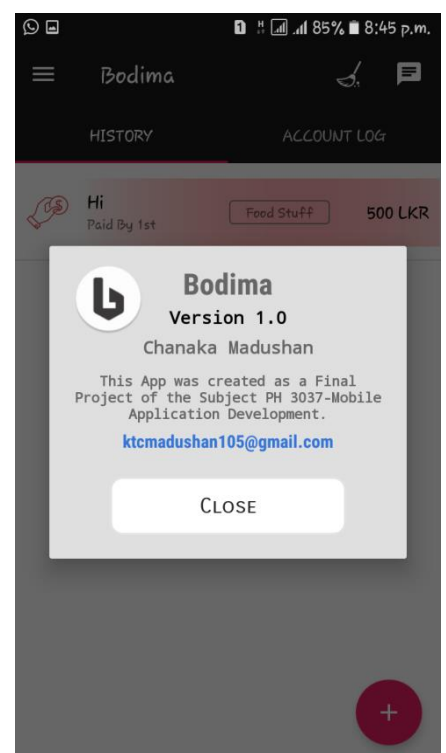 1 85% 8:45 p.m.
Bodima
HISTORY ACCOUNT LOG
Hi
Paid By 1st
Food Stuff
500 LKR
Bodima
Version 1.0
Chanaka Madushan
This App was created as a Final
Project of the Subject PH 3037-Mobile
Application Development.
ktcmadushan105@gmail.com
CLOSE